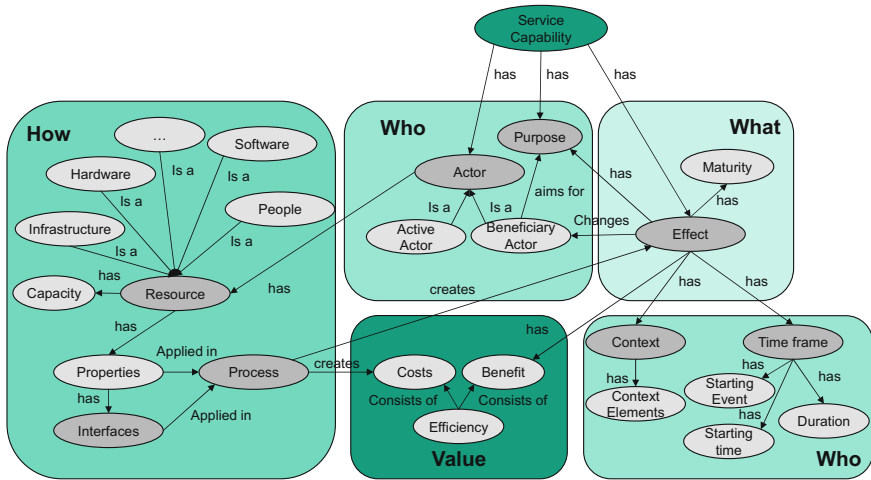 Service
Capability
has
has
has
How
Who
What
…
Software
Purpose
Hardware
Is a
Is a
Is a
Actor
has
Maturity
People
aims for
has
Infrastructure
Is a
Is a
Is a
Is a
Active
Actor
Beneficiary
Actor
Changes
Effect
has
Capacity
Resource
has
creates
has
has
has
has
Context
Time frame
Properties
Applied in
Process
creates
Costs
Benefit
has
has
Starting
Event
has
has
Consists of
Consists of
Context
Elements
has
Interfaces
Applied in
Efficiency
Starting
time
Duration
Value
Who